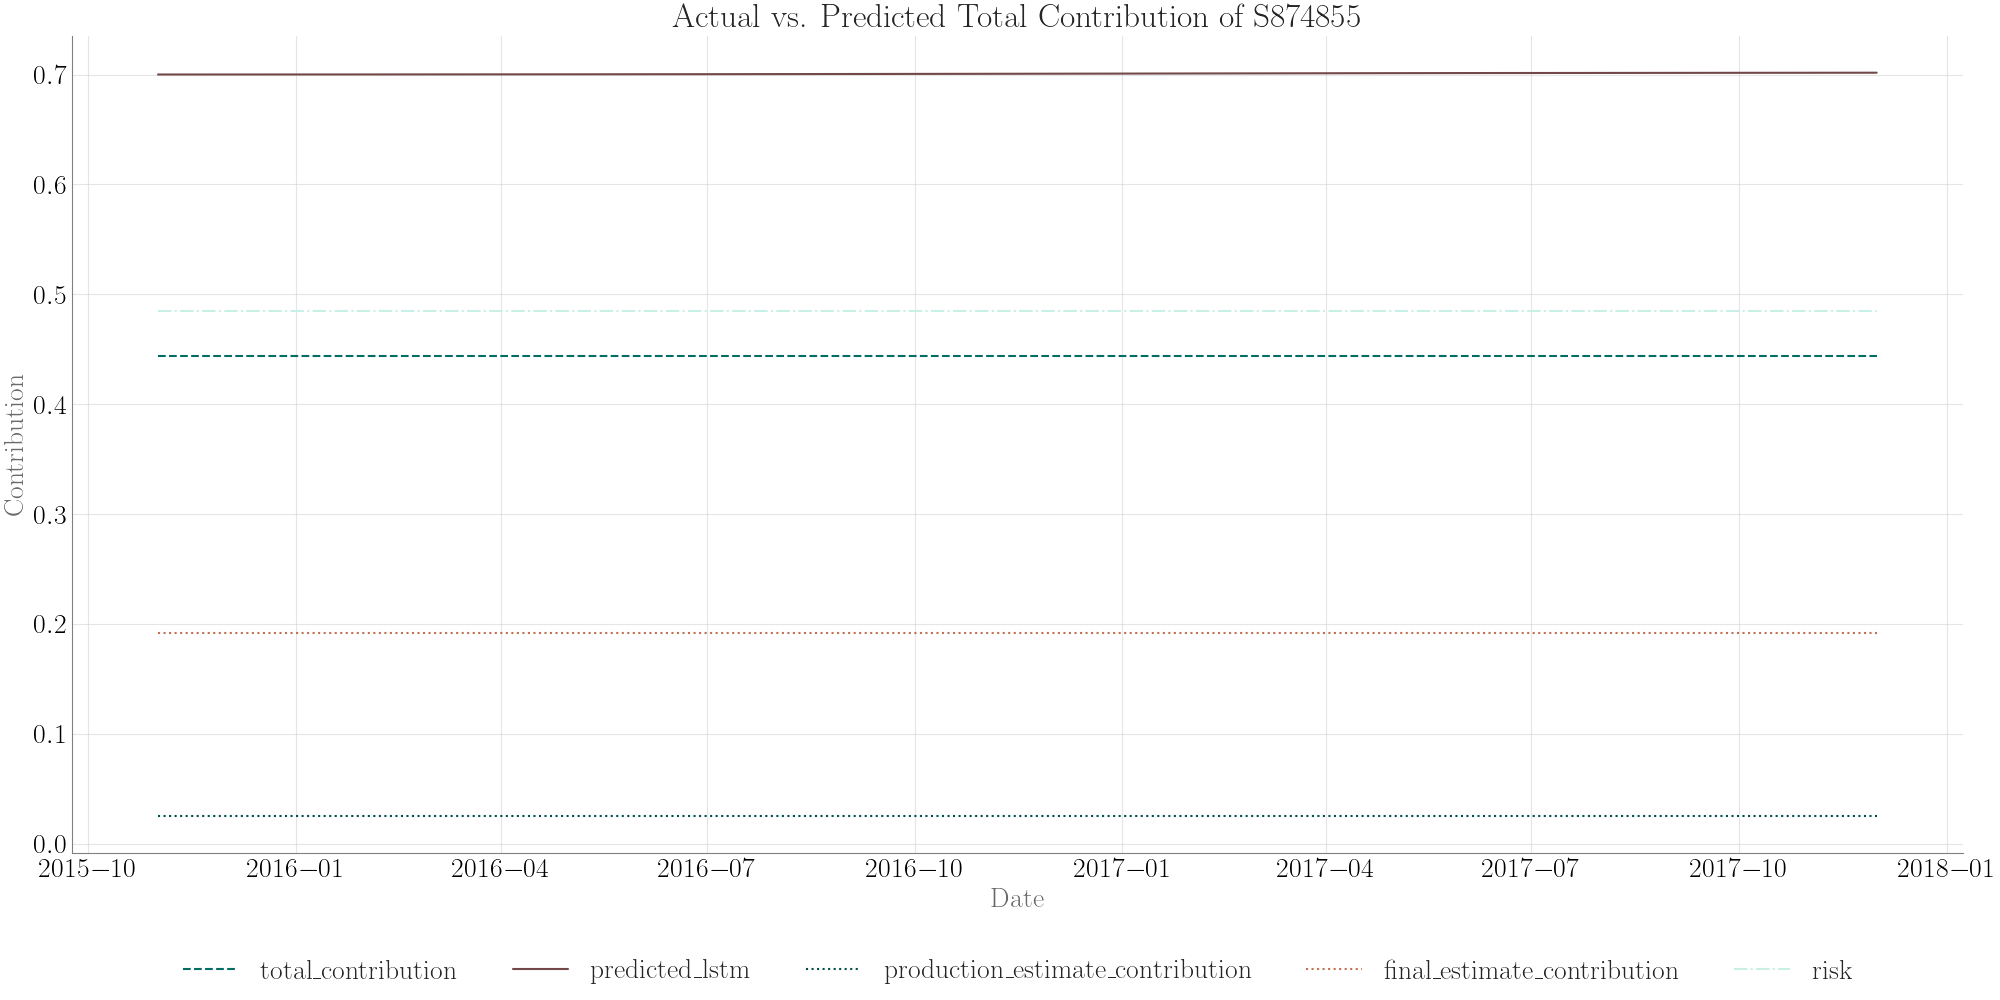 Actual vs. Predicted Total Contribution of S874855
Contribution
0.7
0.6
0.5
0.4
0.3
0.2
0.1
0.0
2015–10 2016–01 2016–04 2016–07 2016–10 2017–01 2017–04 2017–07 2017–10 2018–01
Date
total_contribution predicted_lstm production_estimate_contribution final_estimate_contribution risk